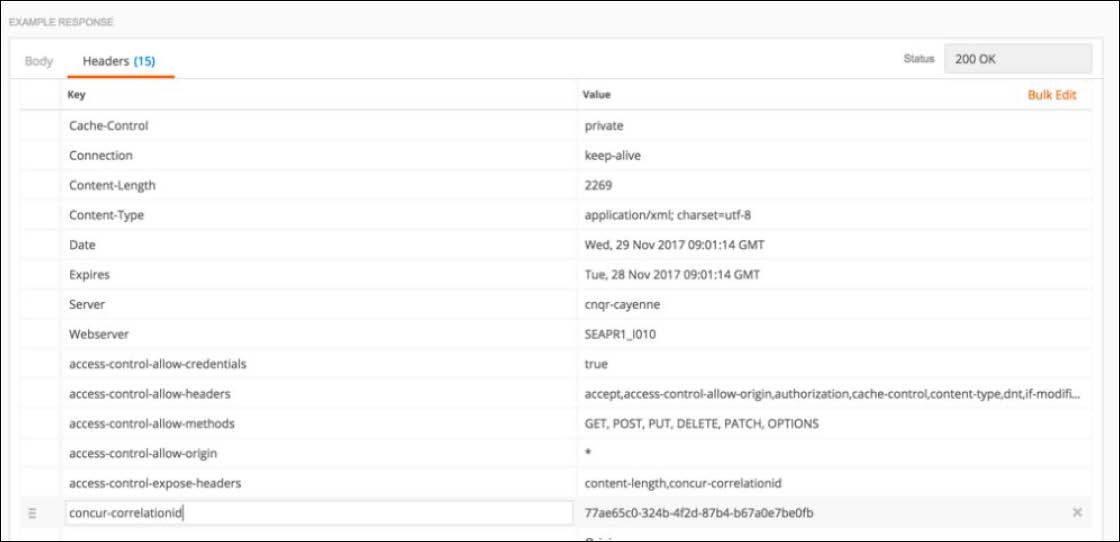 EXAMPLE RESPONSE
Body Headers (15) Status 200 OK
Key Value Bulk Edit
Cache-Control private
Connection keep-alive
Content-Length 2269
Content-Type application/xml; charset=utf-8
Date Wed, 29 Nov 2017 09:01:14 GMT
Expires Tue, 28 Nov 2017 09:01:14 GMT
Server cnqr-cayenne
Webserver SEAPR1_I010
access-control-allow-credentials true
access-control-allow-headers accept,access-control-allow-origin,authorization,cache-control,content-type,dnt,if-modifi...
access-control-allow-methods GET, POST, PUT, DELETE, PATCH, OPTIONS
access-control-allow-origin *
access-control-expose-headers content-length,concur-correlationid
concur-correlationid 77ae65c0-324b-4f2d-87b4-b67a0e7be0fb